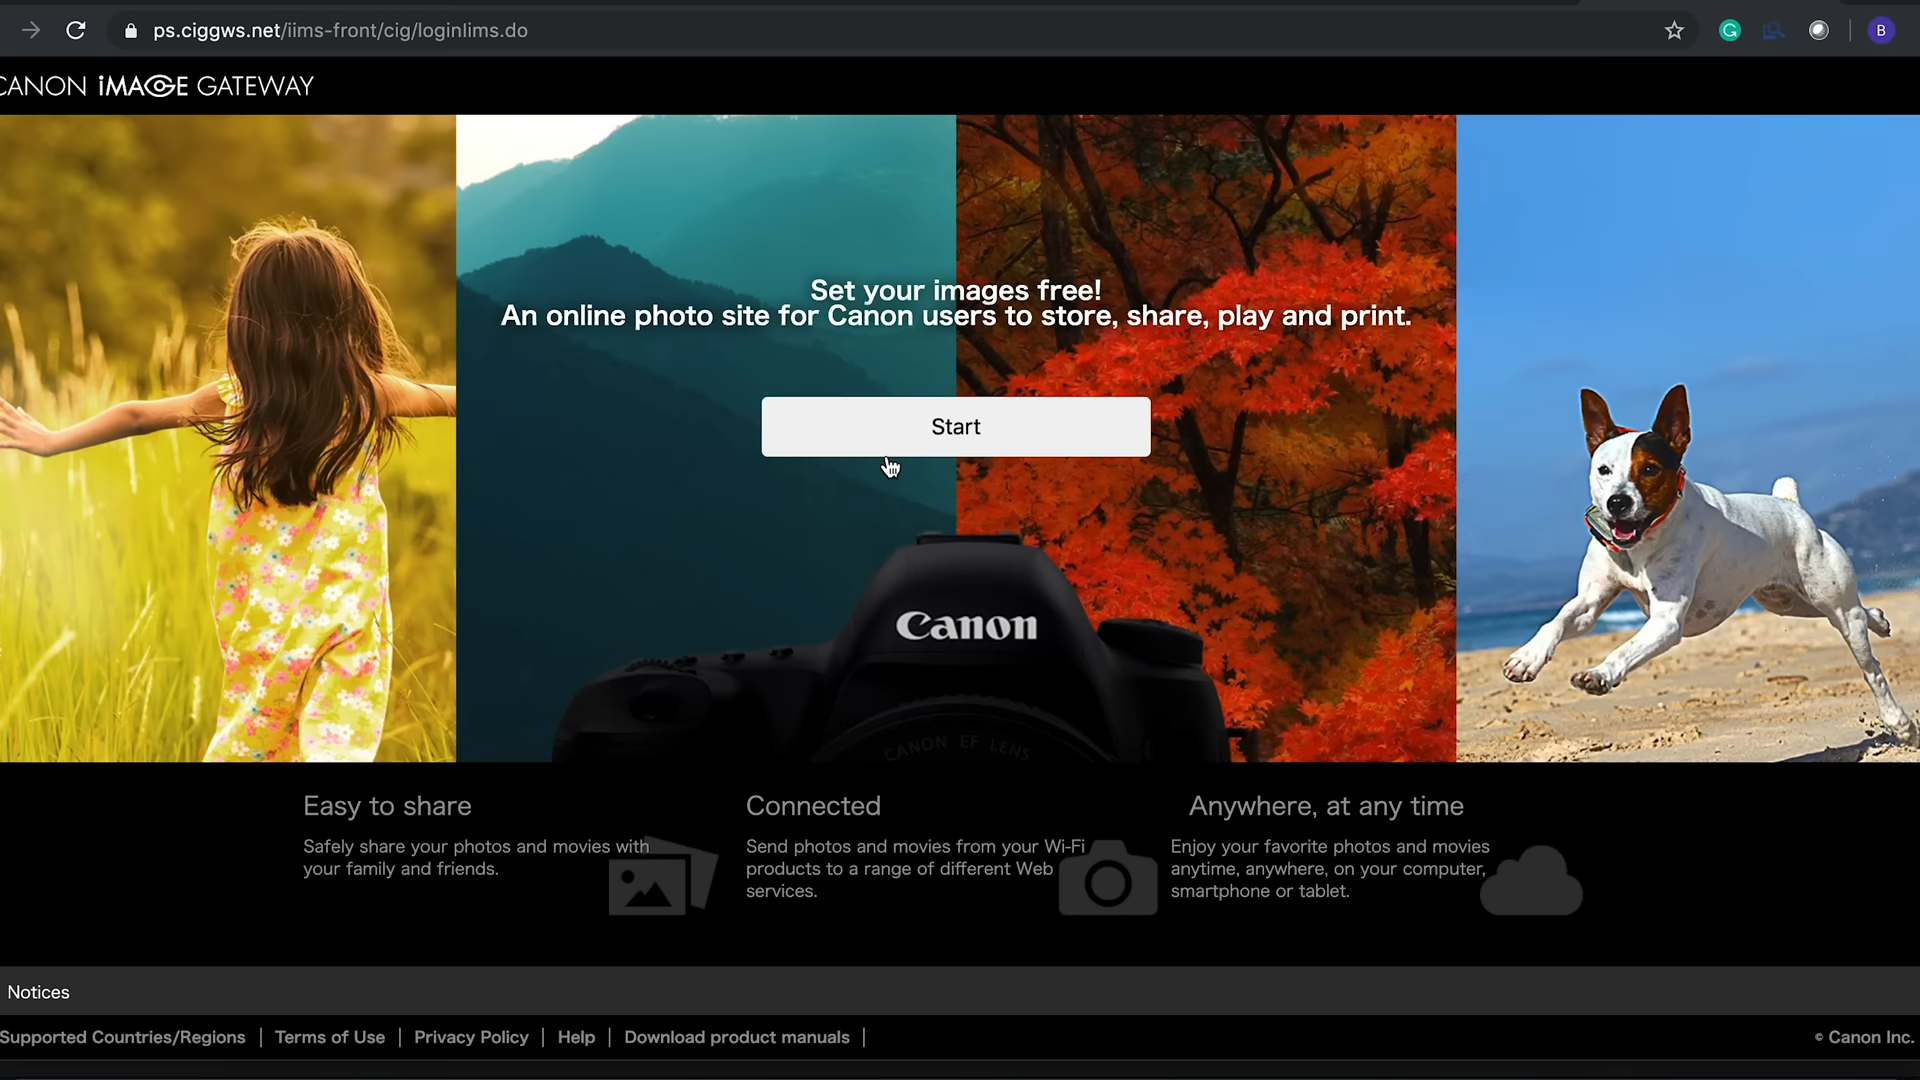 ps.ciggws.net/iims-front/cig/loginIims.do
G
B
CANON iMAGE GATEWAY
Set your images free!
An online photo site for Canon users to store, share, play and print.
Start
Canon
CANON EF LENS
Easy to share
Safely share your photos and movies with
your family and friends.
Connected
Send photos and movies from your Wi-Fi
products to a range of different Web
services.
Anywhere, at any time
Enjoy your favorite photos and movies
anytime, anywhere, on your computer,
smartphone or tablet.
Notices
Supported Countries/Regions | Terms of Use | Privacy Policy | Help | Download product manuals |
© Canon Inc.